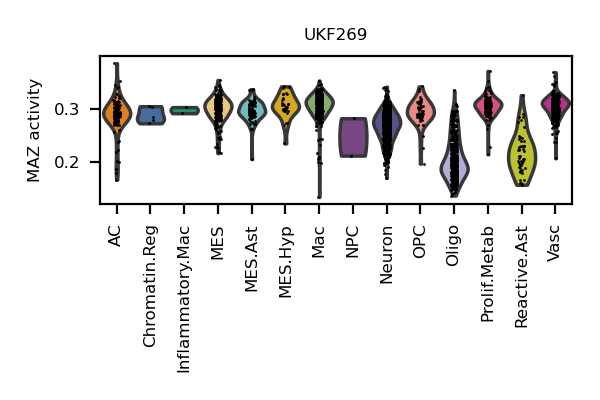 UKF269
MAZ activity
0.3
0.2
AC
Chromatin.Reg
Inflammatory.Mac
MES
MES.Ast
MES.Hyp
Mac
NPC
Neuron
OPC
Oligo
Prolif.Metab
Reactive.Ast
Vasc